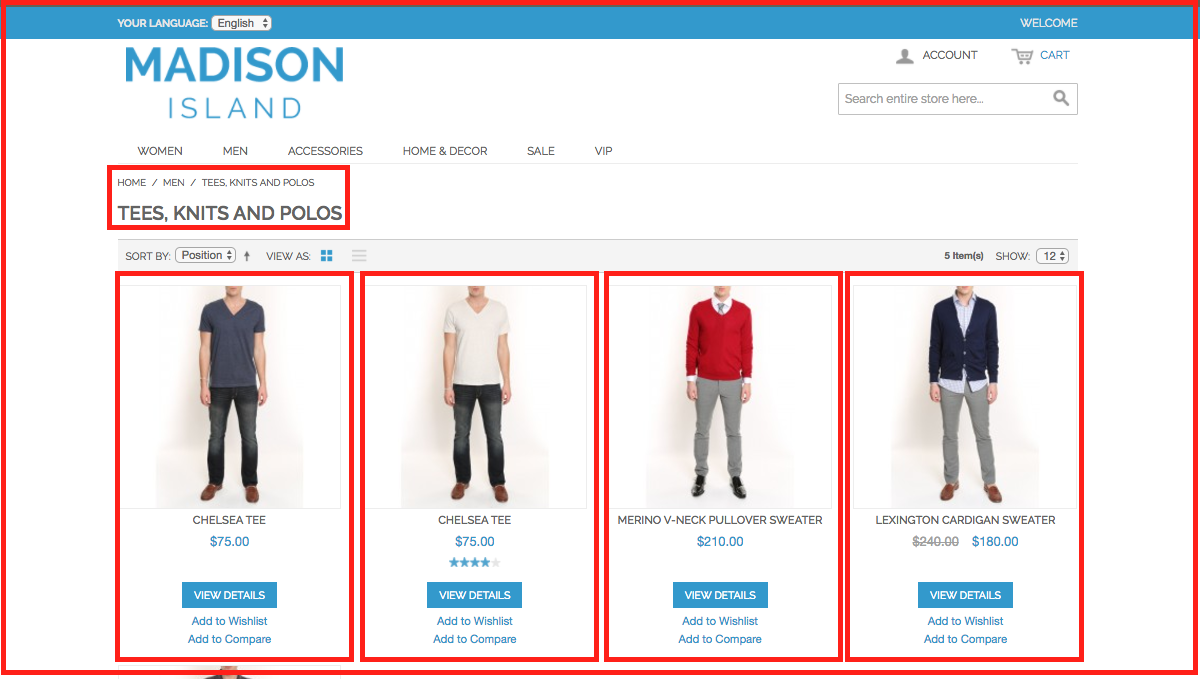 YOUR LANGUAGE: English WELCOME
MADISON
ISLAND
ACCOUNT CART
Search entire store here...
WOMEN MEN ACCESSORIES HOME & DECOR SALE VIP
HOME / MEN / TEES, KNITS AND POLOS
TEES, KNITS AND POLOS
SORT BY: Position VIEW AS: 5 Item(s) SHOW: 12
CHELSEA TEE
$75.00
VIEW DETAILS
Add to Wishlist
Add to Compare
CHELSEA TEE
$75.00
VIEW DETAILS
Add to Wishlist
Add to Compare
MERINO V-NECK PULLOVER SWEATER
$210.00
VIEW DETAILS
Add to Wishlist
Add to Compare
LEXINGTON CARDIGAN SWEATER
$240.00 $180.00
VIEW DETAILS
Add to Wishlist
Add to Compare